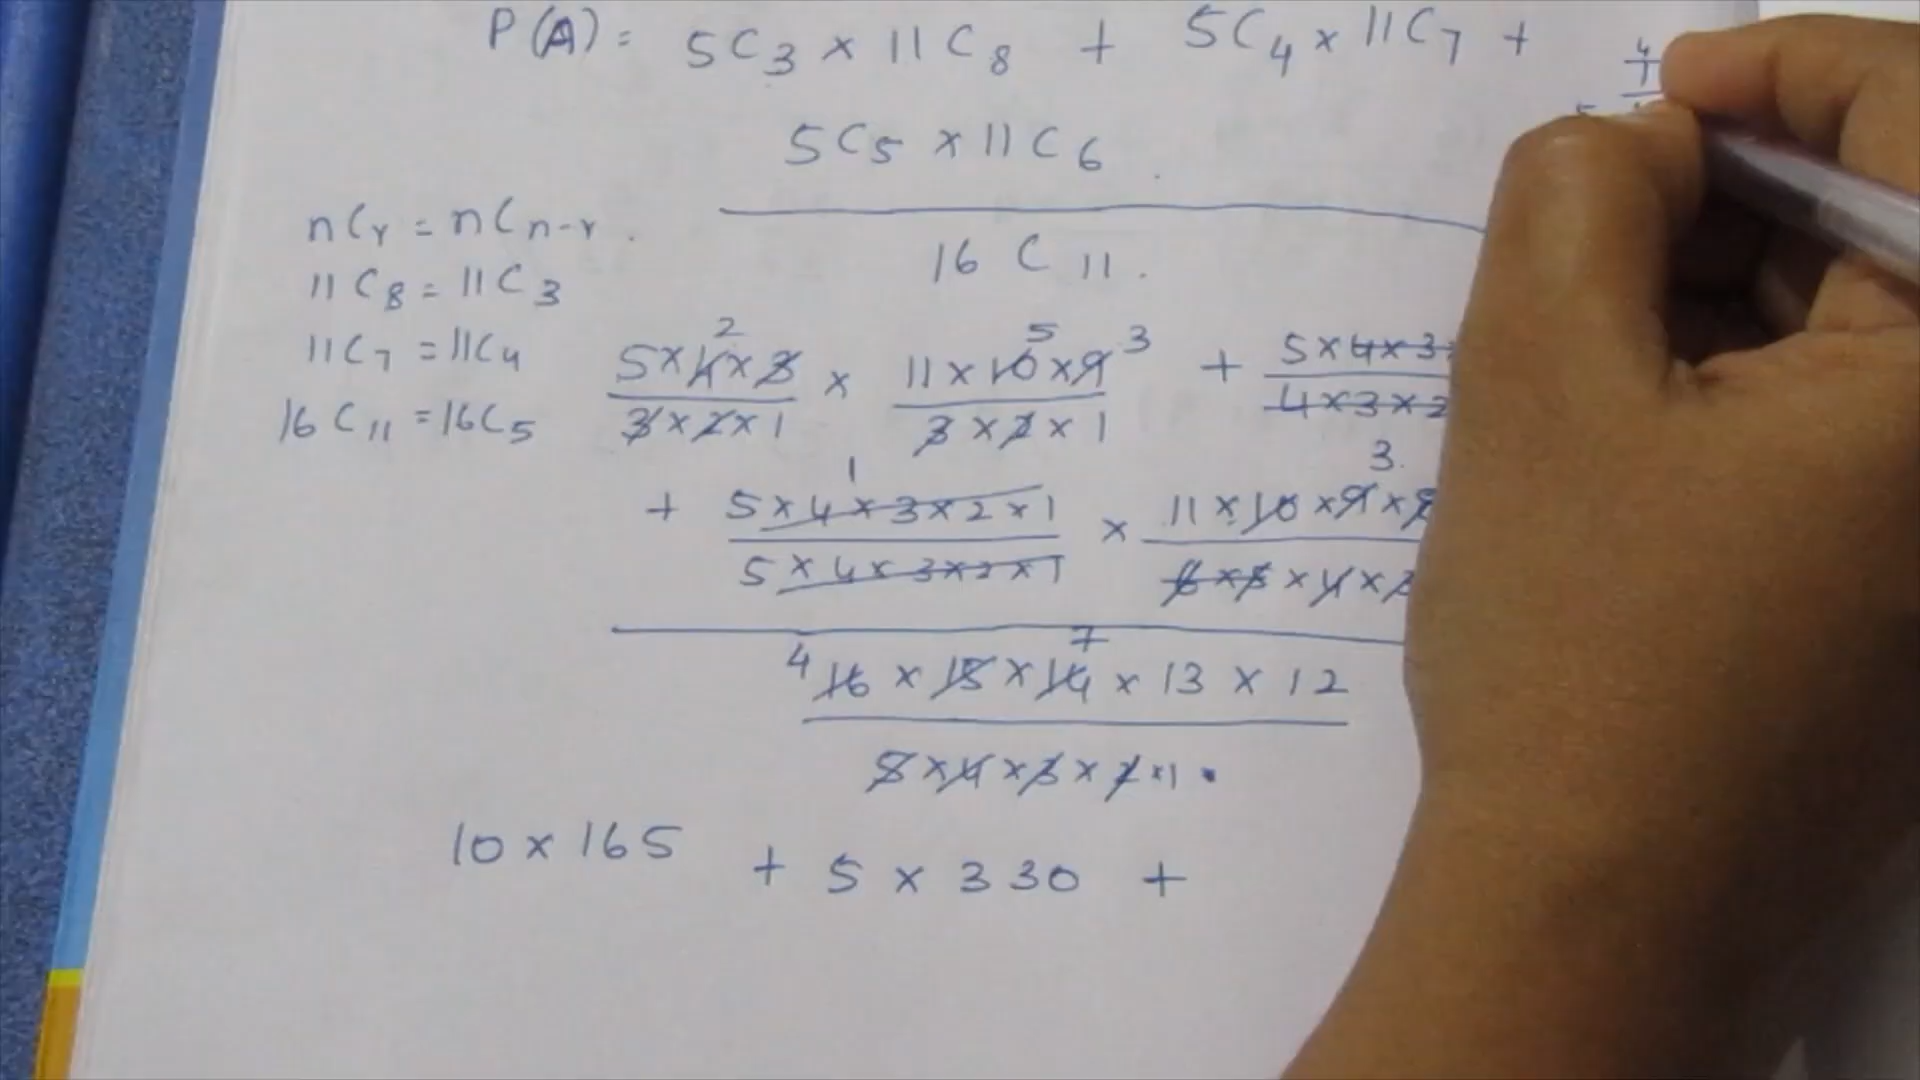 P(A) = 5C3 × 11C8 + 5C4 × 11C7 +
5C5 × 11C6
16C11.
nCr = nCn-r.
11C8 = 11C3
11C7 = 11C4
16C11 = 16C5
2 5 3
5×4×3 × 11×10×9 + 5×4×3
3×2×1 3×2×1 4×3×2
1 3.
+ 5×4×3×2×1 × 11×10×9×8
5×4×3×2×1 6×5×4×3
4 7
16×15×14×13×12
5×4×3×2×1
10×165 + 5×330 +